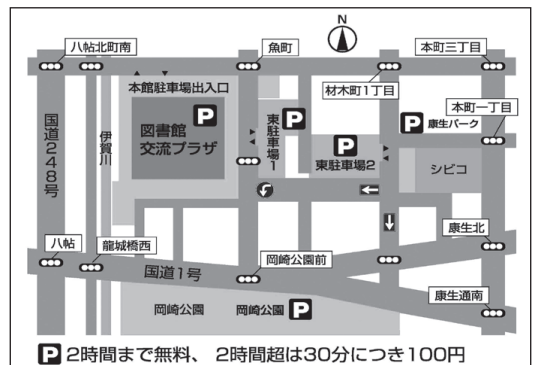 N
八帖北町南
魚町
本町三丁目
本館駐車場出入口
材木町1丁目
P
図書館
交流プラザ
P
東駐車場1
P
東駐車場2
P 康生パーク
本町一丁目
シビコ
国道248号
伊賀川
八帖
龍城橋西
国道1号
岡崎公園前
康生北
康生通南
岡崎公園
岡崎公園 P
P 2時間まで無料、2時間超は30分につき100円